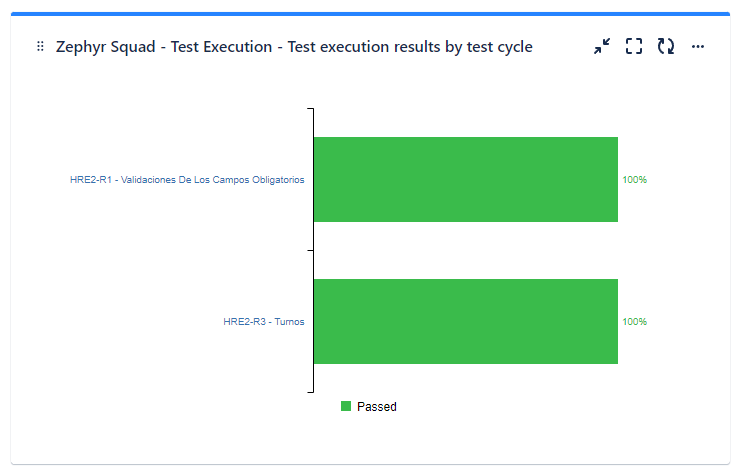 Zephyr Squad - Test Execution - Test execution results by test cycle
HRE2-R1 - Validaciones De Los Campos Obligatorios
100%
HRE2-R3 - Turnos
100%
Passed